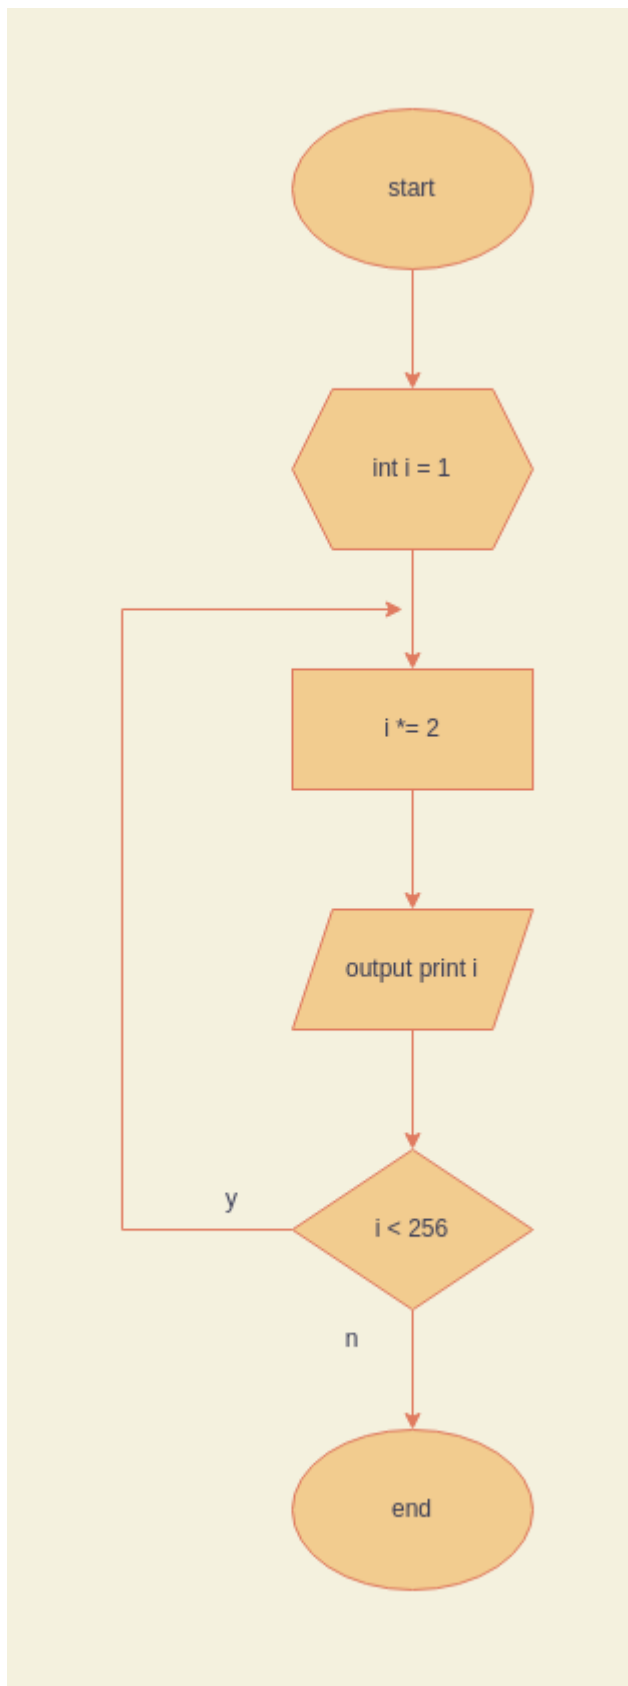 start
int i = 1
i *= 2
output print i
i < 256
y
n
end